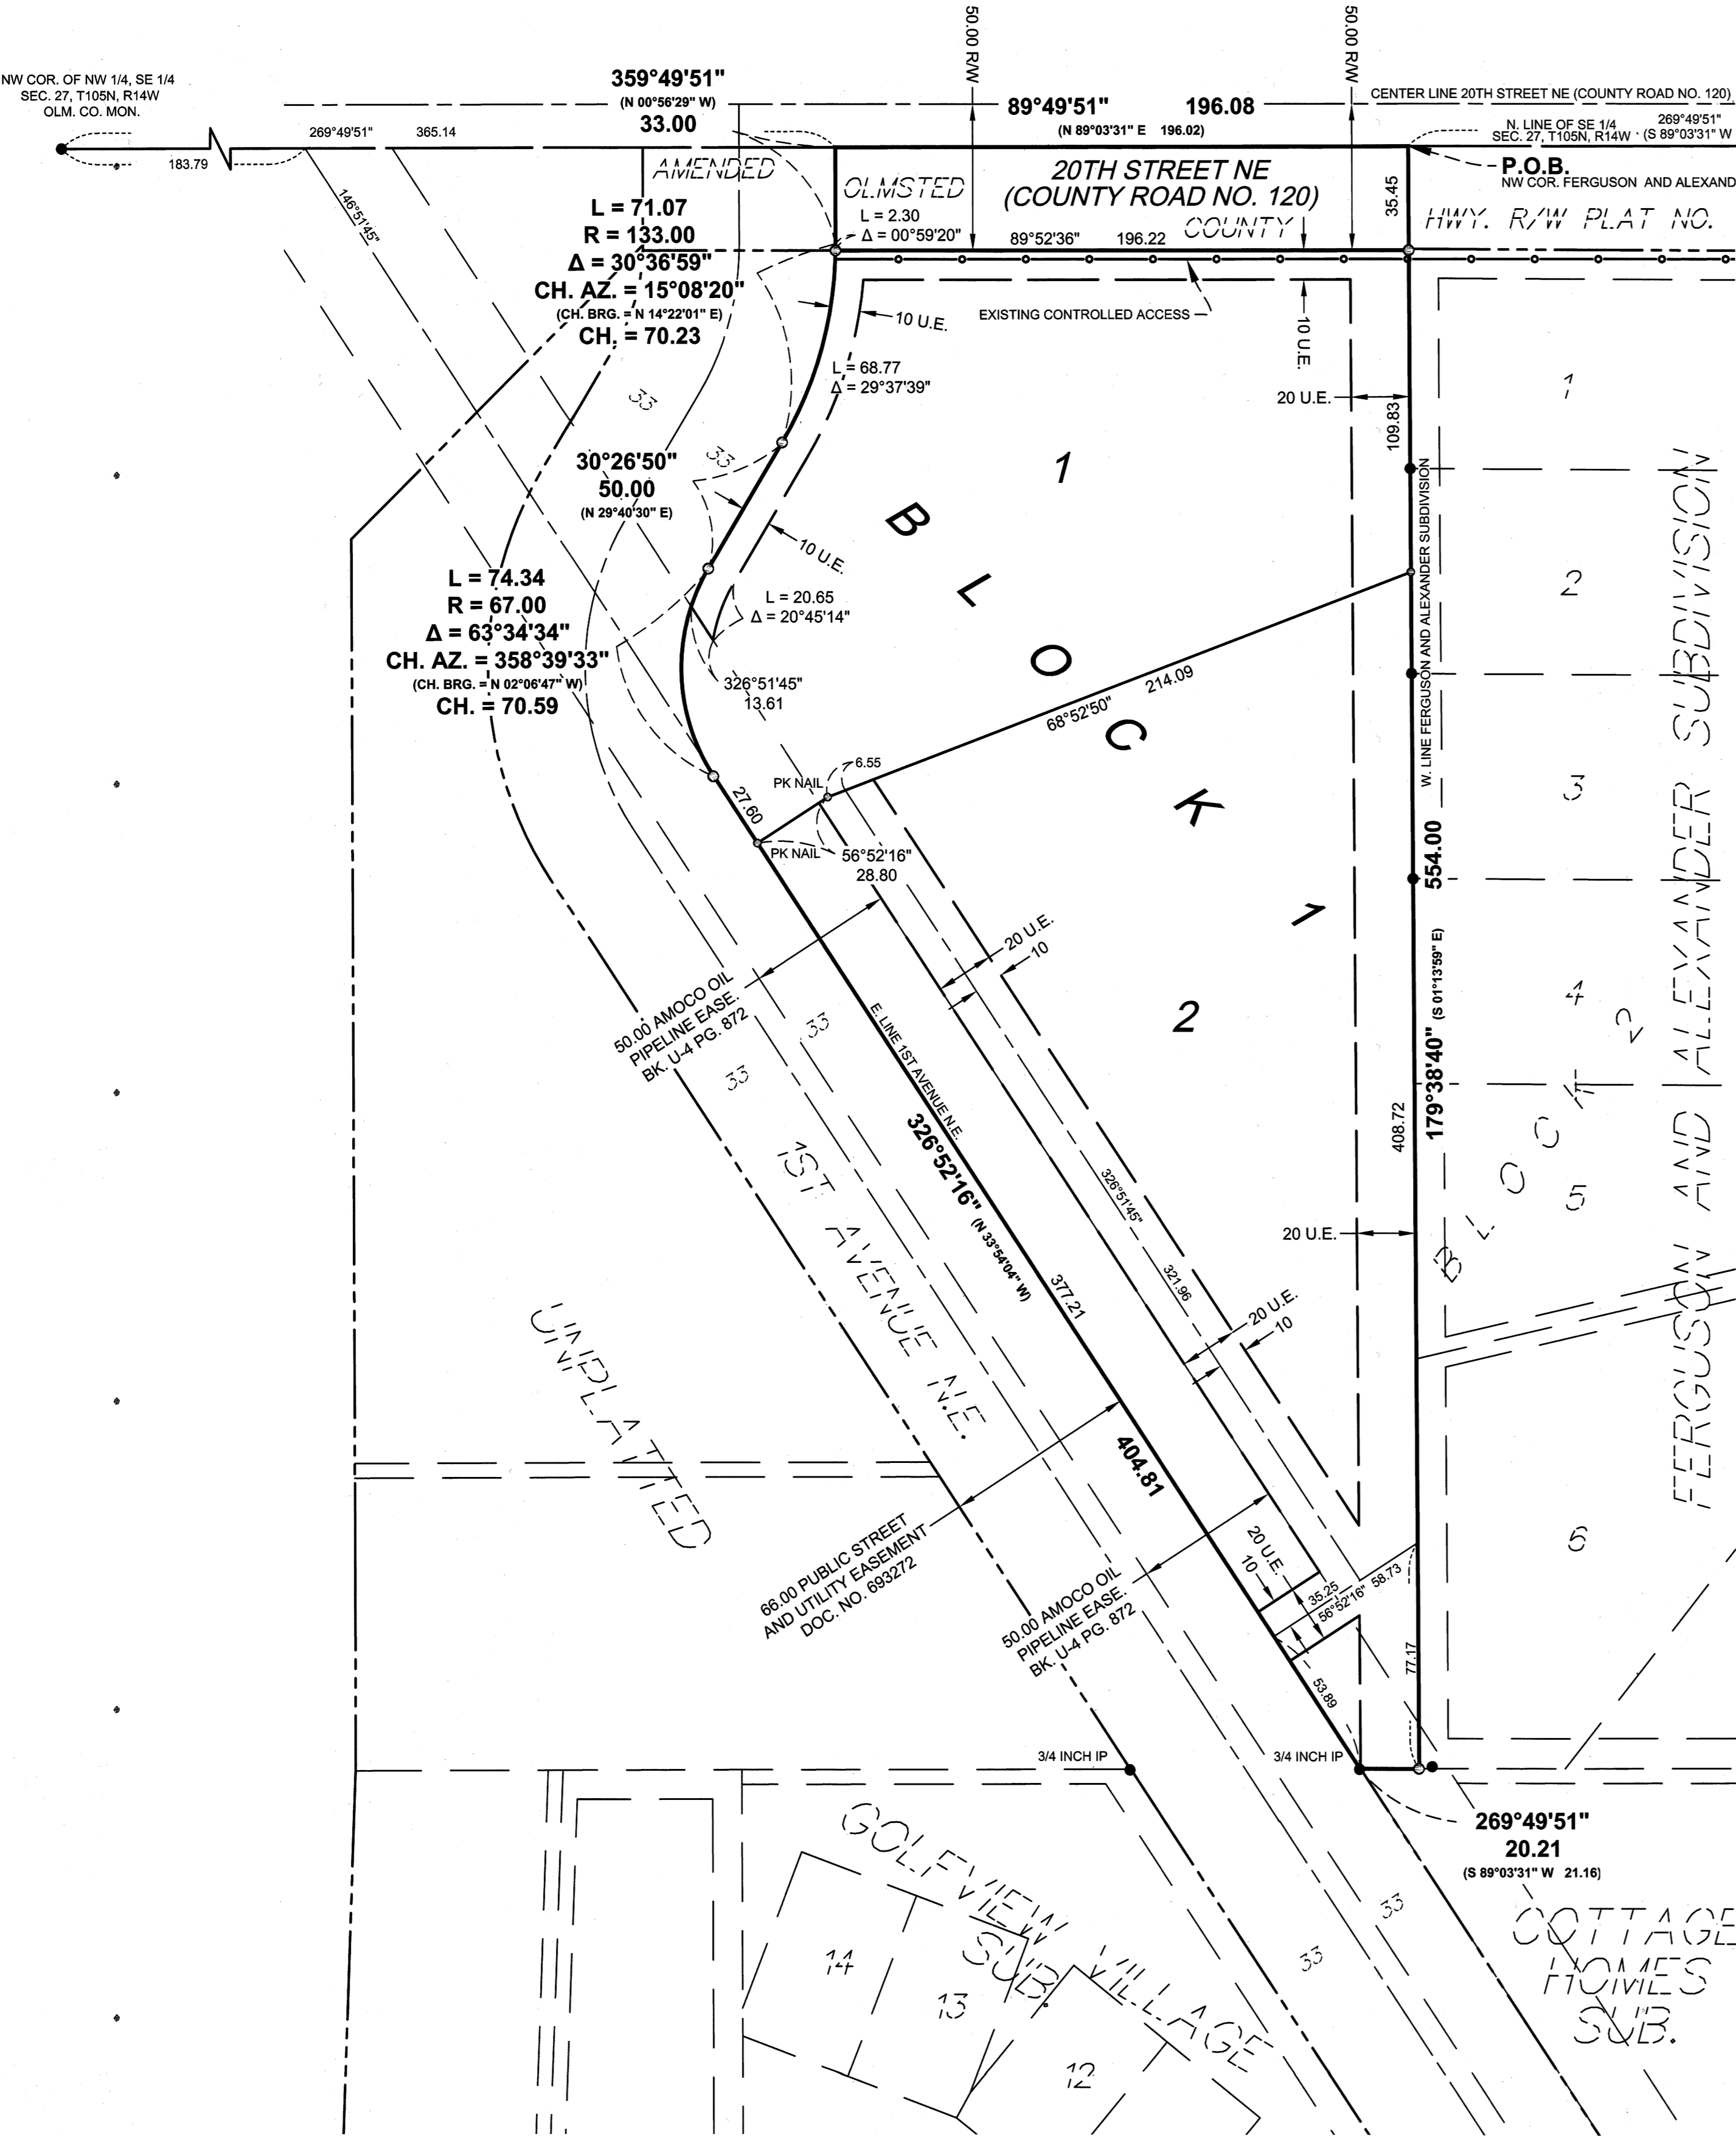 50.00 R/W
50.00 R/W
NW COR. OF NW 1/4, SE 1/4
SEC. 27, T105N, R14W
OLM. CO. MON.
359°49'51"
(N 00°56'29" W)
33.00
89°49'51" 196.08
(N 89°03'31" E 196.02)
CENTER LINE 20TH STREET NE (COUNTY ROAD NO. 120)
N. LINE OF SE 1/4
SEC. 27, T105N, R14W
269°49'51"
(S 89°03'31" W
269°49'51" 365.14
183.79
P.O.B.
NW COR. FERGUSON AND ALEXAND
AMENDED
OLMSTED
COUNTY
HWY. R/W PLAT NO.
20TH STREET NE
(COUNTY ROAD NO. 120)
35.45
146°51'45"
L = 2.30
Δ = 00°59'20"
89°52'36" 196.22
L = 71.07
R = 133.00
Δ = 30°36'59"
CH. AZ. = 15°08'20"
(CH. BRG. = N 14°22'01" E)
CH. = 70.23
10 U.E.
EXISTING CONTROLLED ACCESS
10 U.E.
L = 68.77
Δ = 29°37'39"
20 U.E.
109.83
33
33
1
1
30°26'50"
50.00
(N 29°40'30" E)
10 U.E.
BLOCK 1
W. LINE FERGUSON AND ALEXANDER SUBDIVISION
2
L = 74.34
R = 67.00
Δ = 63°34'34"
CH. AZ. = 358°39'33"
(CH. BRG. = N 02°06'47" W)
CH. = 70.59
L = 20.65
Δ = 20°45'14"
326°51'45"
13.61
68°52'50" 214.09
6.55
PK NAIL
27.60
PK NAIL
56°52'16"
28.80
3
554.00
179°38'40" (S 01°13'59" E)
20 U.E.
10
2
4
50.00 AMOCO OIL
PIPELINE EASE.
BK. U-4 PG. 872
33
33
E. LINE 1ST AVENUE N.E.
326°52'16" (N 33°54'04" W)
408.72
326°51'45"
321.96
377.21
20 U.E.
BLOCK 2
5
FERGUSON AND ALEXANDER SUBDIVISION
1ST AVENUE N.E.
UNPLATTED
20 U.E.
10
404.81
66.00 PUBLIC STREET
AND UTILITY EASEMENT
DOC. NO. 693272
6
20 U.E.
10
35.25
56°52'16" 58.73
50.00 AMOCO OIL
PIPELINE EASE.
BK. U-4 PG. 872
77.17
53.89
3/4 INCH IP
3/4 INCH IP
269°49'51"
20.21
(S 89°03'31" W 21.16)
GOLFVIEW VILLAGE
SUB.
14
13
12
33
33
COTTAGE
HOMES
SUB.